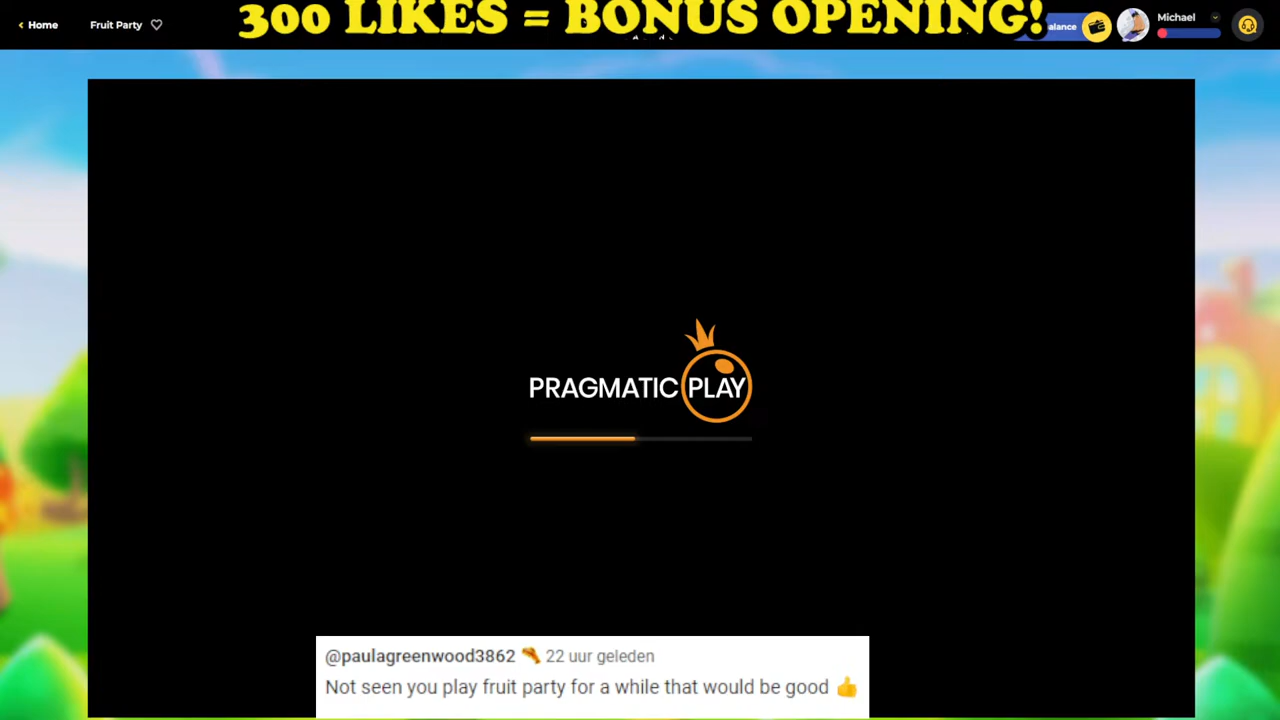 300 LIKES = BONUS OPENING!
Home
Fruit Party
alance
Michael
PRAGMATIC PLAY
@paulagreenwood3862 22 uur geleden
Not seen you play fruit party for a while that would be good 👍